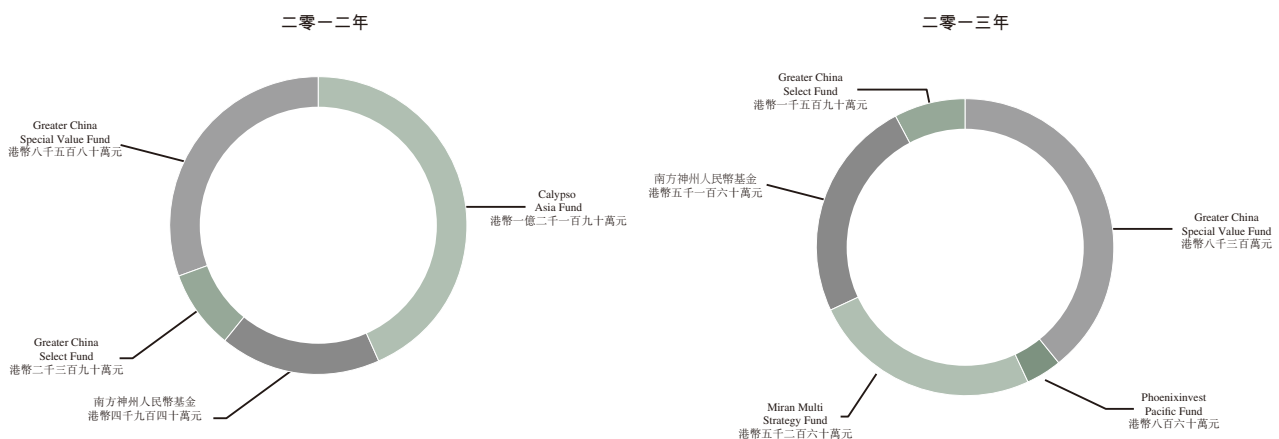 二零一二年
Greater China
Special Value Fund
港幣八千五百八十萬元
Calypso
Asia Fund
港幣一億二千一百九十萬元
Greater China
Select Fund
港幣二千三百九十萬元
南方神州人民幣基金
港幣四千九百四十萬元
二零一三年
Greater China
Select Fund
港幣一千五百九十萬元
南方神州人民幣基金
港幣五千一百六十萬元
Greater China
Special Value Fund
港幣八千三百萬元
Miran Multi
Strategy Fund
港幣五千二百六十萬元
Phoenixinvest
Pacific Fund
港幣八百六十萬元